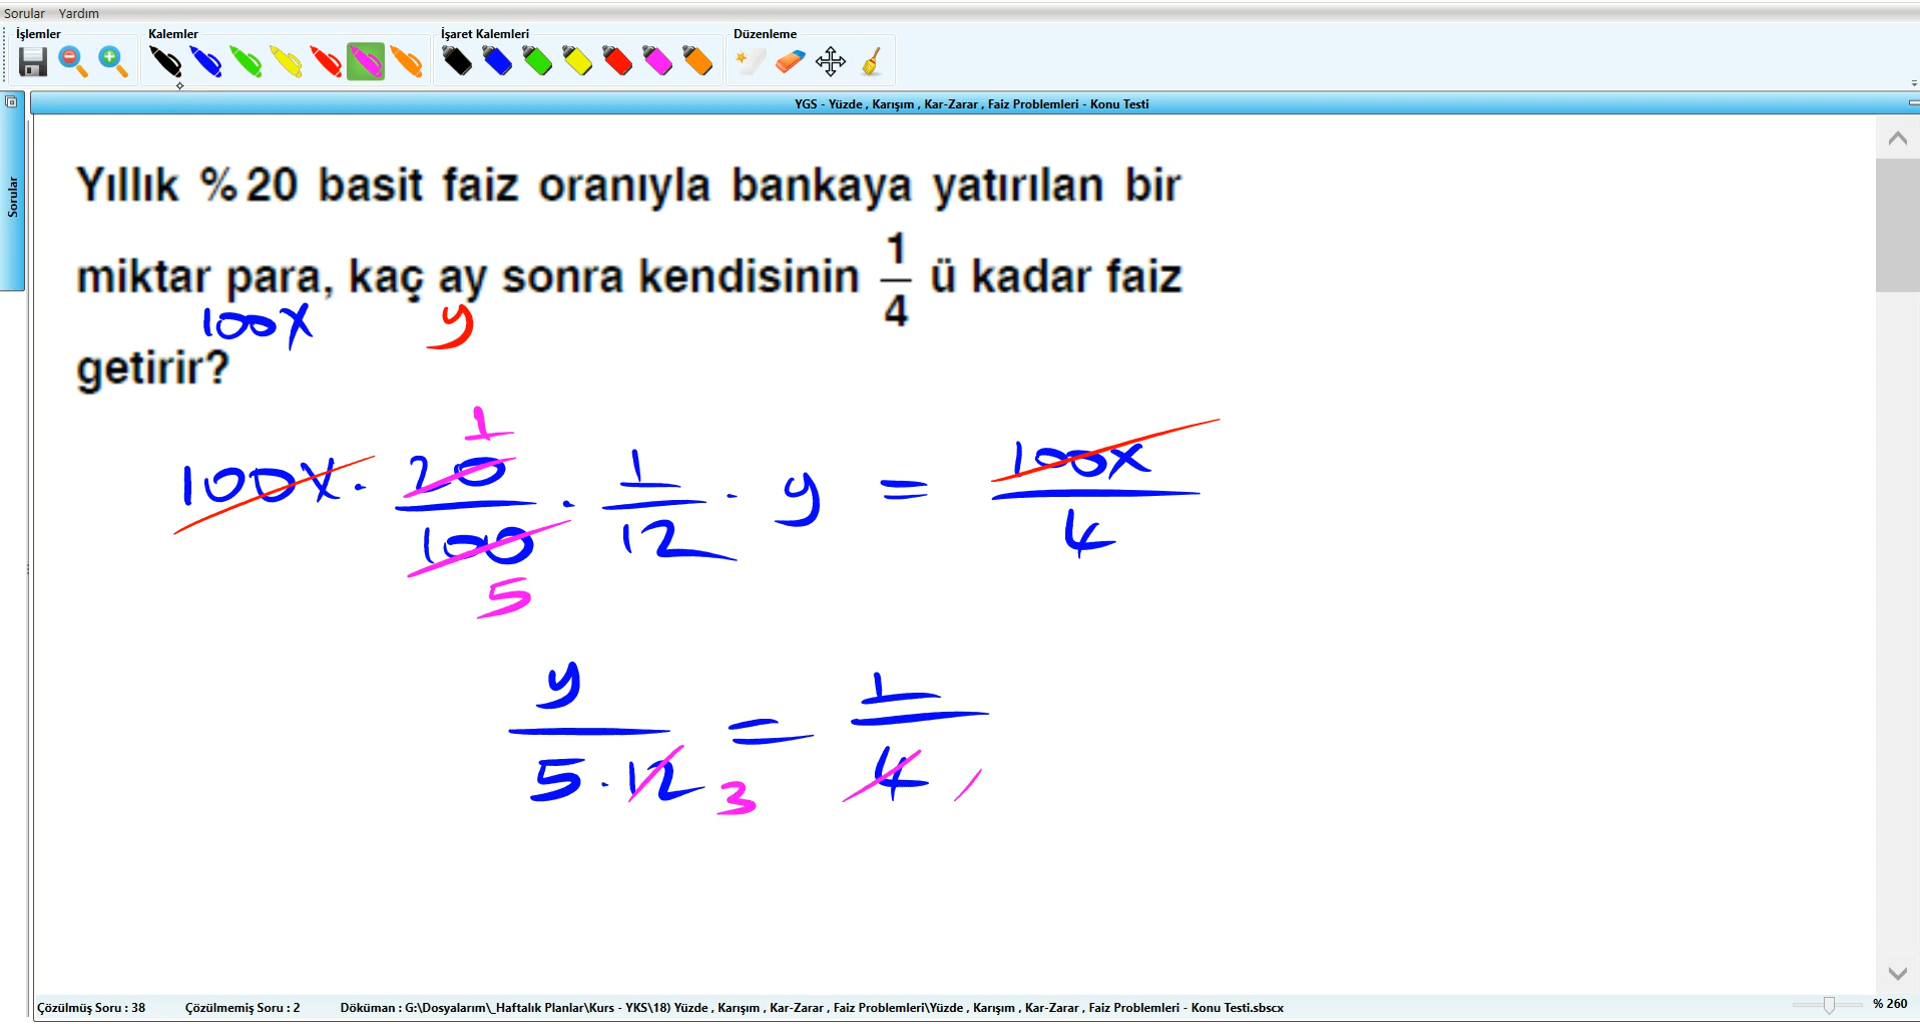 Sorular Yardım
İşlemler Kalemler İşaret Kalemleri Düzenleme
YGS - Yüzde , Karışım , Kar-Zarar , Faiz Problemleri - Konu Testi
Sorular
Yıllık %20 basit faiz oranıyla bankaya yatırılan bir
miktar para, kaç ay sonra kendisinin 1/4 ü kadar faiz
100x y
getirir?
1
100x . 20/100 . 1/12 . y = 100x/4
5
y/5.12 = 1/4
3
Çözülmüş Soru : 38 Çözülmemiş Soru : 2 Döküman : G:\Dosyalarım\_Haftalık Planlar\Kurs - YKS\18) Yüzde , Karışım , Kar-Zarar , Faiz Problemleri\Yüzde , Karışım , Kar-Zarar , Faiz Problemleri - Konu Testi.sbscx % 260